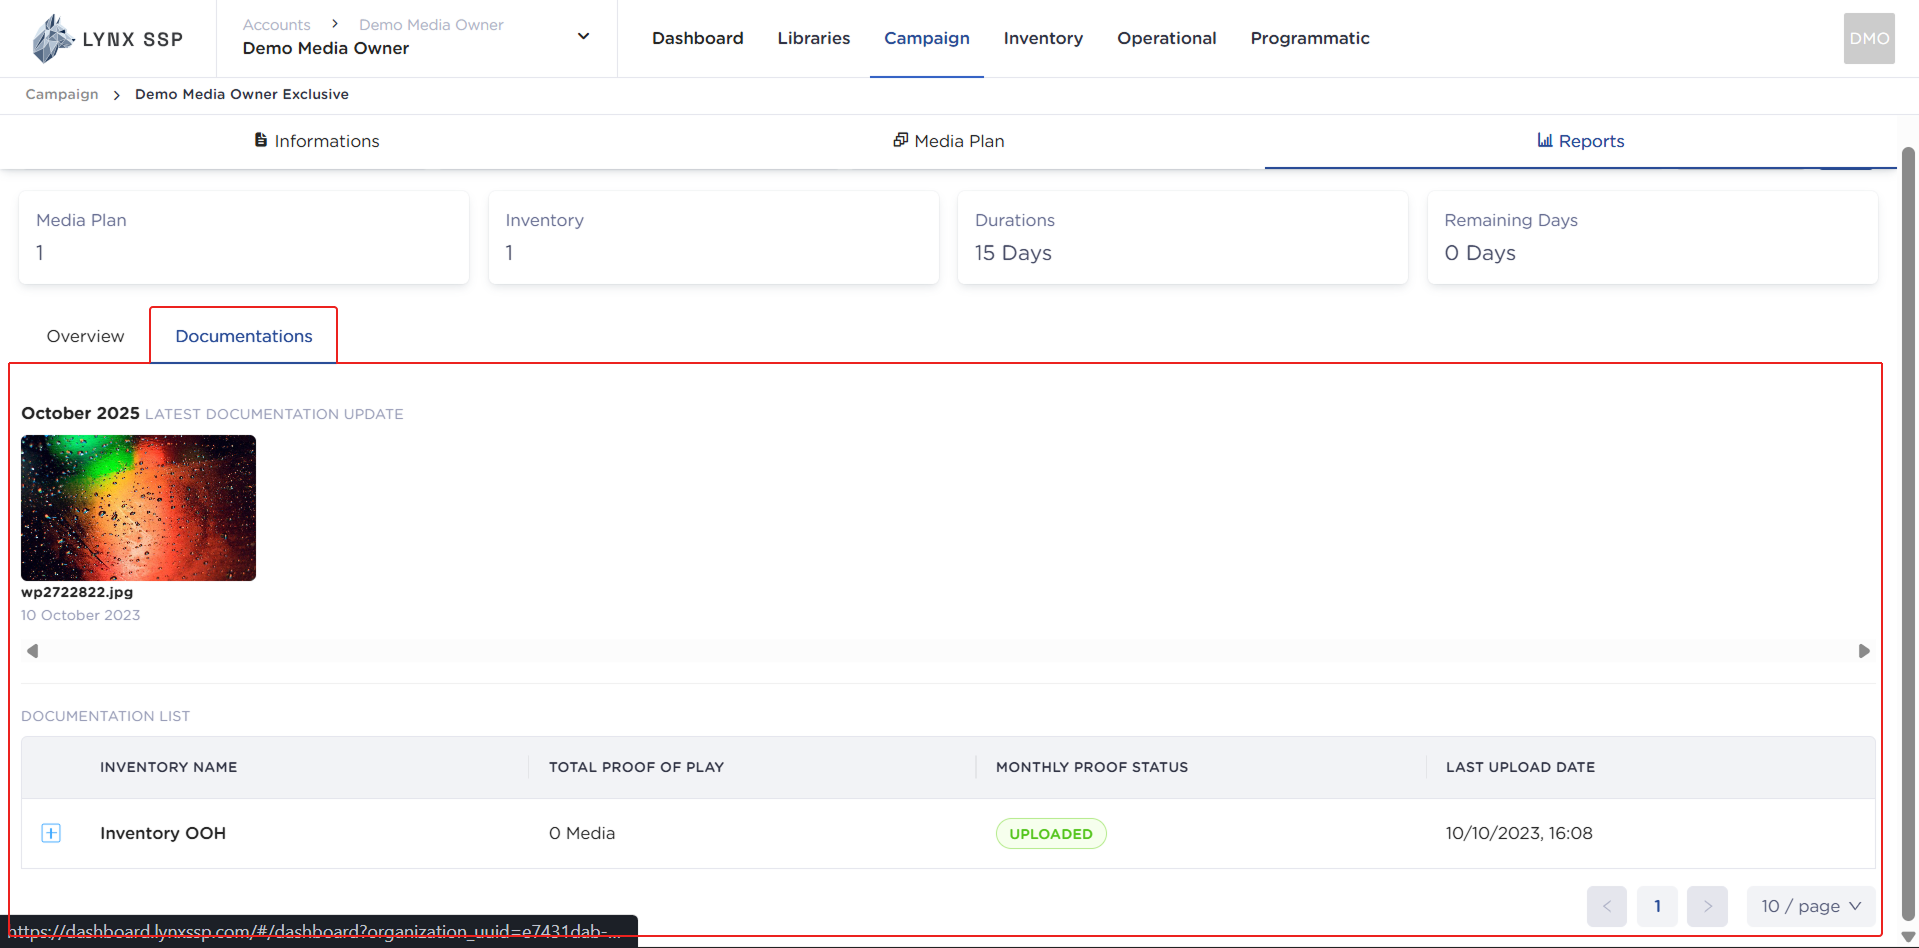 LYNX SSP
Accounts > Demo Media Owner
Demo Media Owner
Dashboard Libraries Campaign Inventory Operational Programmatic
DMO
Campaign > Demo Media Owner Exclusive
Informations Media Plan Reports
Media Plan Inventory Durations Remaining Days
1 1 15 Days 0 Days
Overview Documentations
October 2025 LATEST DOCUMENTATION UPDATE
wp2722822.jpg
10 October 2023
DOCUMENTATION LIST
INVENTORY NAME TOTAL PROOF OF PLAY MONTHLY PROOF STATUS LAST UPLOAD DATE
Inventory OOH 0 Media UPLOADED 10/10/2023, 16:08
< 1 > 10 / page
https://dashboard.lynxssp.com/#/dashboard?organization_uuid=e7431dab-...